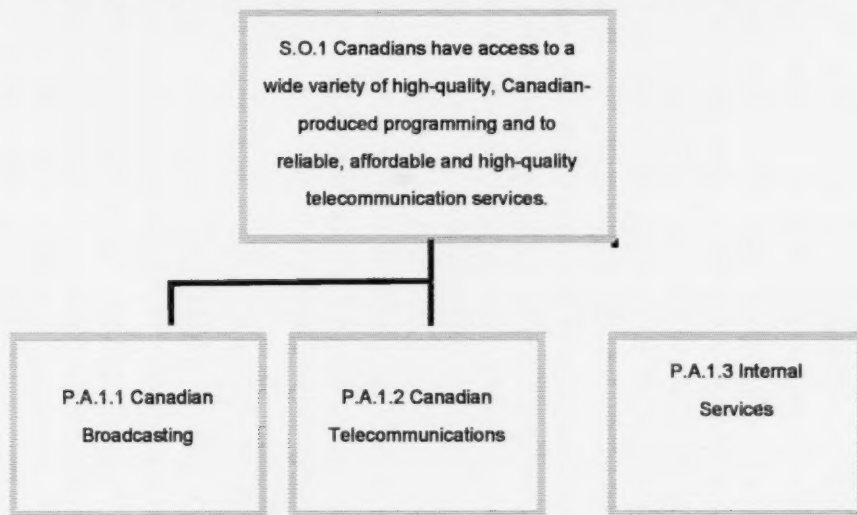 S.O.1 Canadians have access to a
wide variety of high-quality, Canadian-
produced programming and to
reliable, affordable and high-quality
telecommunication services.
P.A.1.1 Canadian
Broadcasting
P.A.1.2 Canadian
Telecommunications
P.A.1.3 Internal
Services